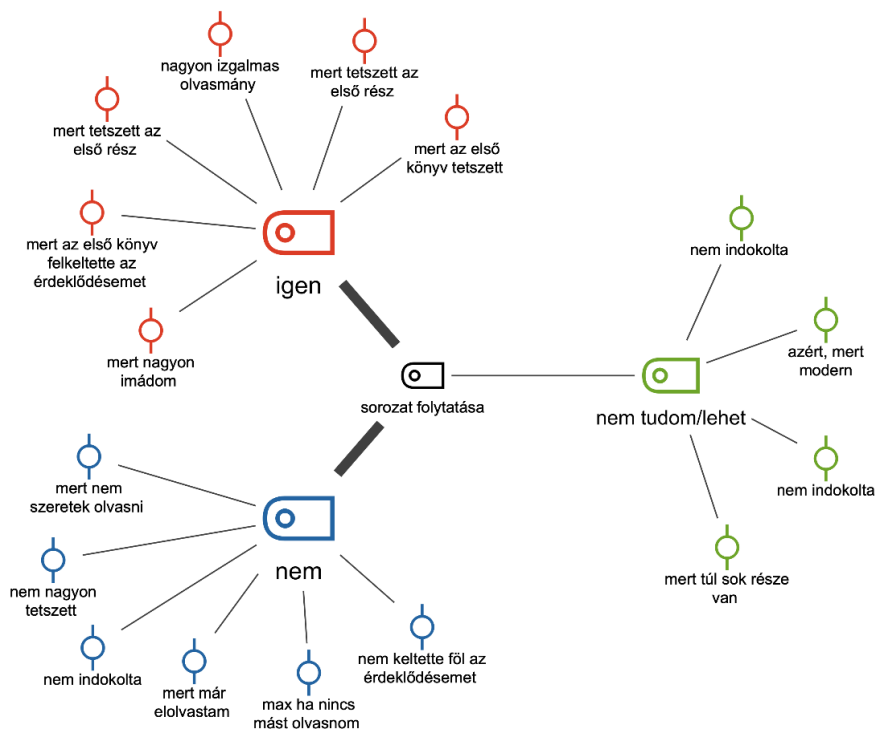 nagyon izgalmas
olvasmány
mert tetszett az
első rész
mert tetszett az
első rész
mert az első
könyv tetszett
mert az első könyv
felkeltette az
érdeklődésemet
igen
mert nagyon
imádom
sorozat folytatása
nem indokolta
azért, mert
modern
nem tudom/lehet
nem indokolta
mert túl sok része
van
mert nem
szeretek olvasni
nem nagyon
tetszett
nem
nem indokolta
mert már
elolvastam
max ha nincs
mást olvasnom
nem keltette föl az
érdeklődésemet